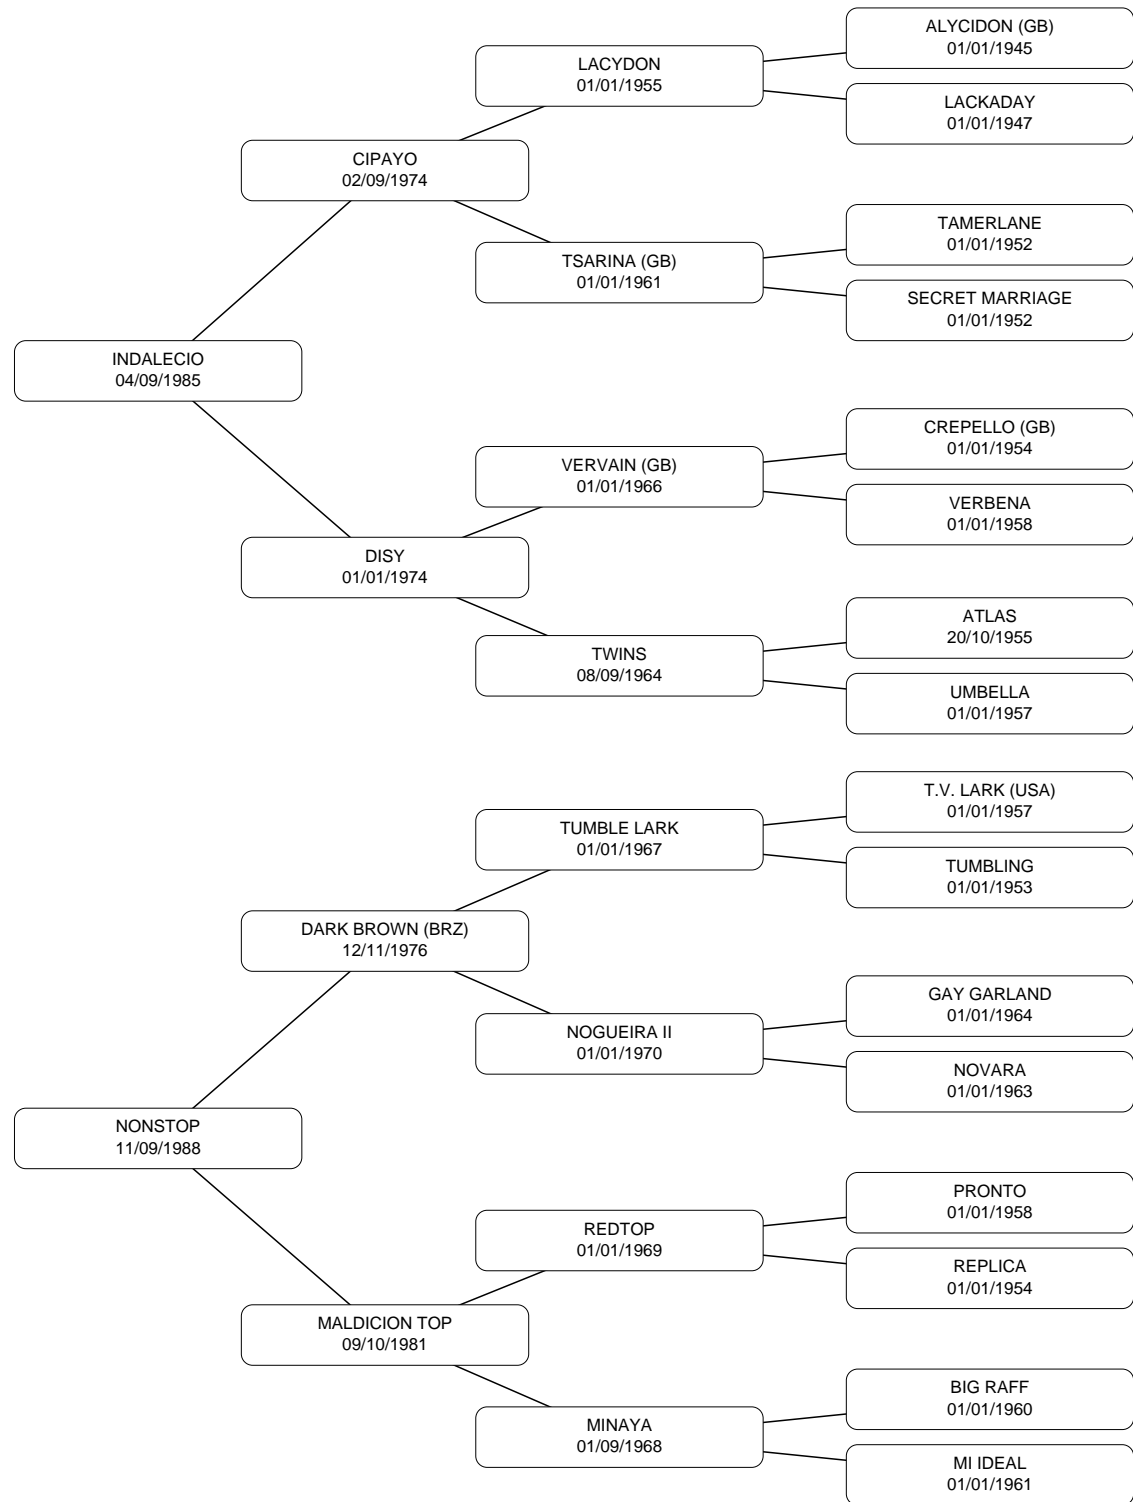 ALYCIDON (GB)
01/01/1945
LACYDON
01/01/1955
LACKADAY
01/01/1947
CIPAYO
02/09/1974
TAMERLANE
01/01/1952
TSARINA (GB)
01/01/1961
SECRET MARRIAGE
01/01/1952
INDALECIO
04/09/1985
CREPELLO (GB)
01/01/1954
VERVAIN (GB)
01/01/1966
VERBENA
01/01/1958
DISY
01/01/1974
ATLAS
20/10/1955
TWINS
08/09/1964
UMBELLA
01/01/1957
T.V. LARK (USA)
01/01/1957
TUMBLE LARK
01/01/1967
TUMBLING
01/01/1953
DARK BROWN (BRZ)
12/11/1976
GAY GARLAND
01/01/1964
NOGUEIRA II
01/01/1970
NOVARA
01/01/1963
NONSTOP
11/09/1988
PRONTO
01/01/1958
REDTOP
01/01/1969
REPLICA
01/01/1954
MALDICION TOP
09/10/1981
BIG RAFF
01/01/1960
MINAYA
01/09/1968
MI IDEAL
01/01/1961